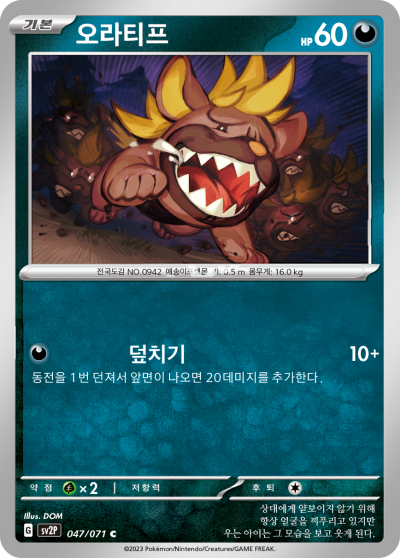 기본 오라티프 HP 60
전국도감 NO.0942 애송이포켓몬 키: 0.5 m 몸무게: 16.0 kg
덮치기 10+
동전을 1번 던져서 앞면이 나오면 20데미지를 추가한다.
약점 ×2 저항력 후퇴
Illus. DOM
G sv2P 047/071 C
상대에게 얕보이지 않기 위해
항상 얼굴을 찌푸리고 있지만
우는 아이는 그 모습을 보고 웃게 된다.
©2023 Pokémon/Nintendo/Creatures/GAME FREAK.